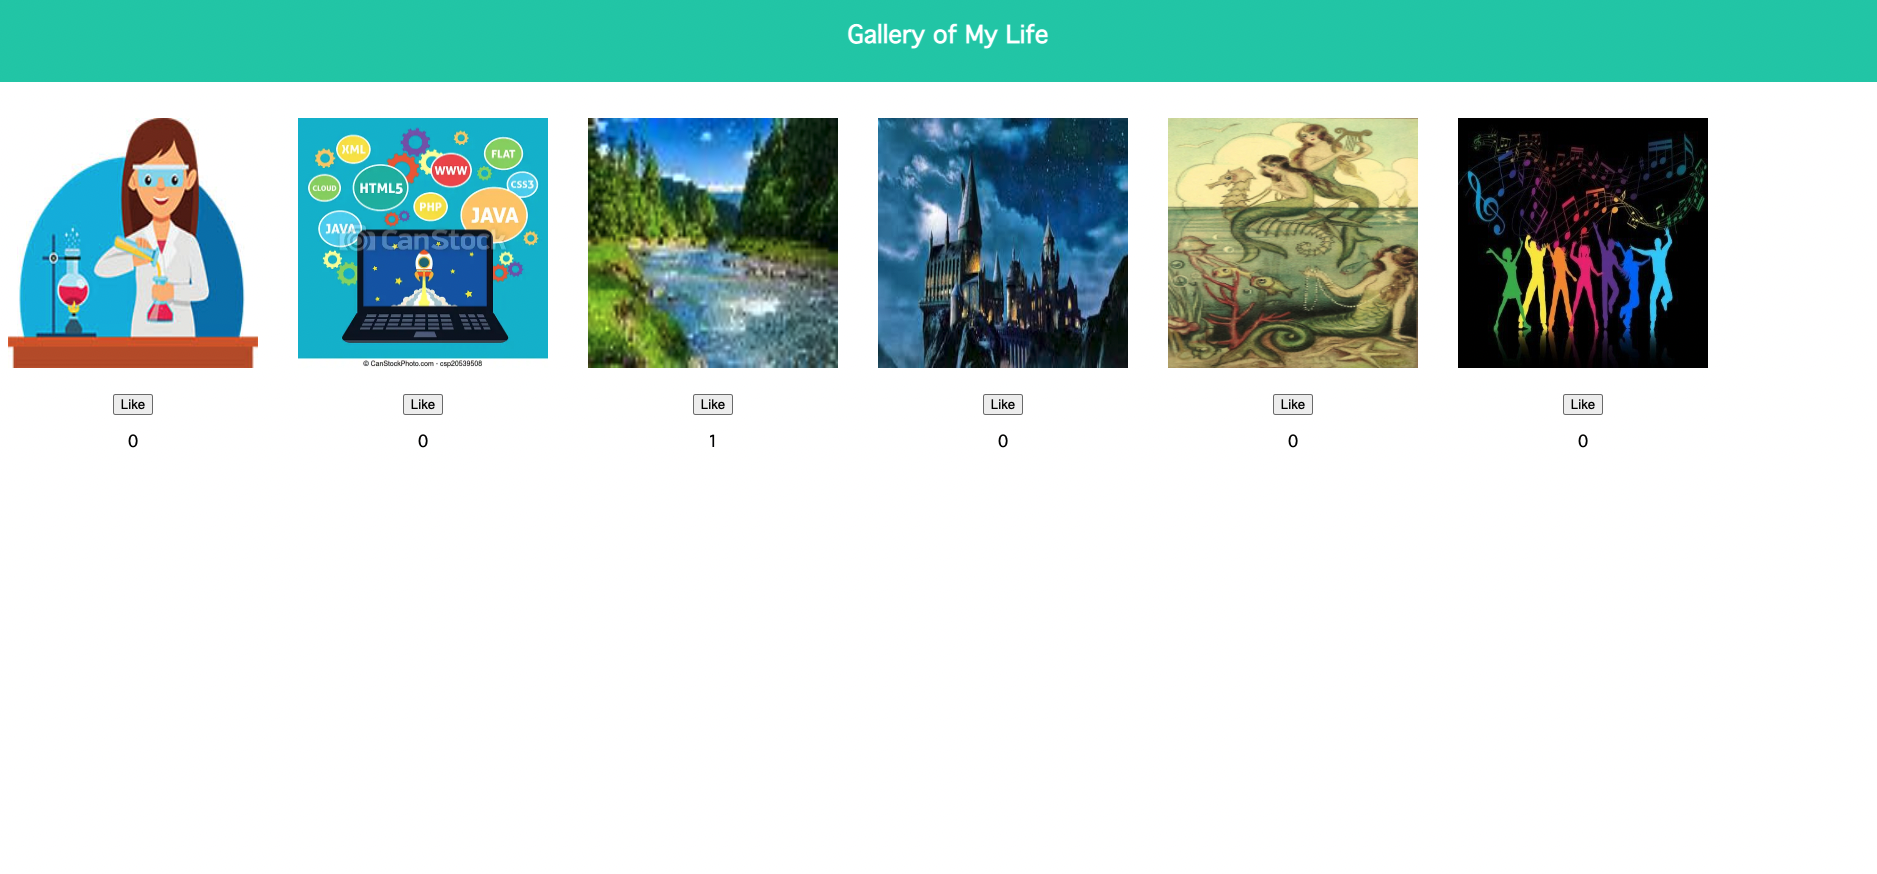 Gallery of My Life
XML
FLAT
WWW
CLOUD
HTML5
CSS3
PHP
JAVA
JAVA
CanStock
© CanStockPhoto.com - csp20539508
Like Like Like Like Like Like
0 0 1 0 0 0